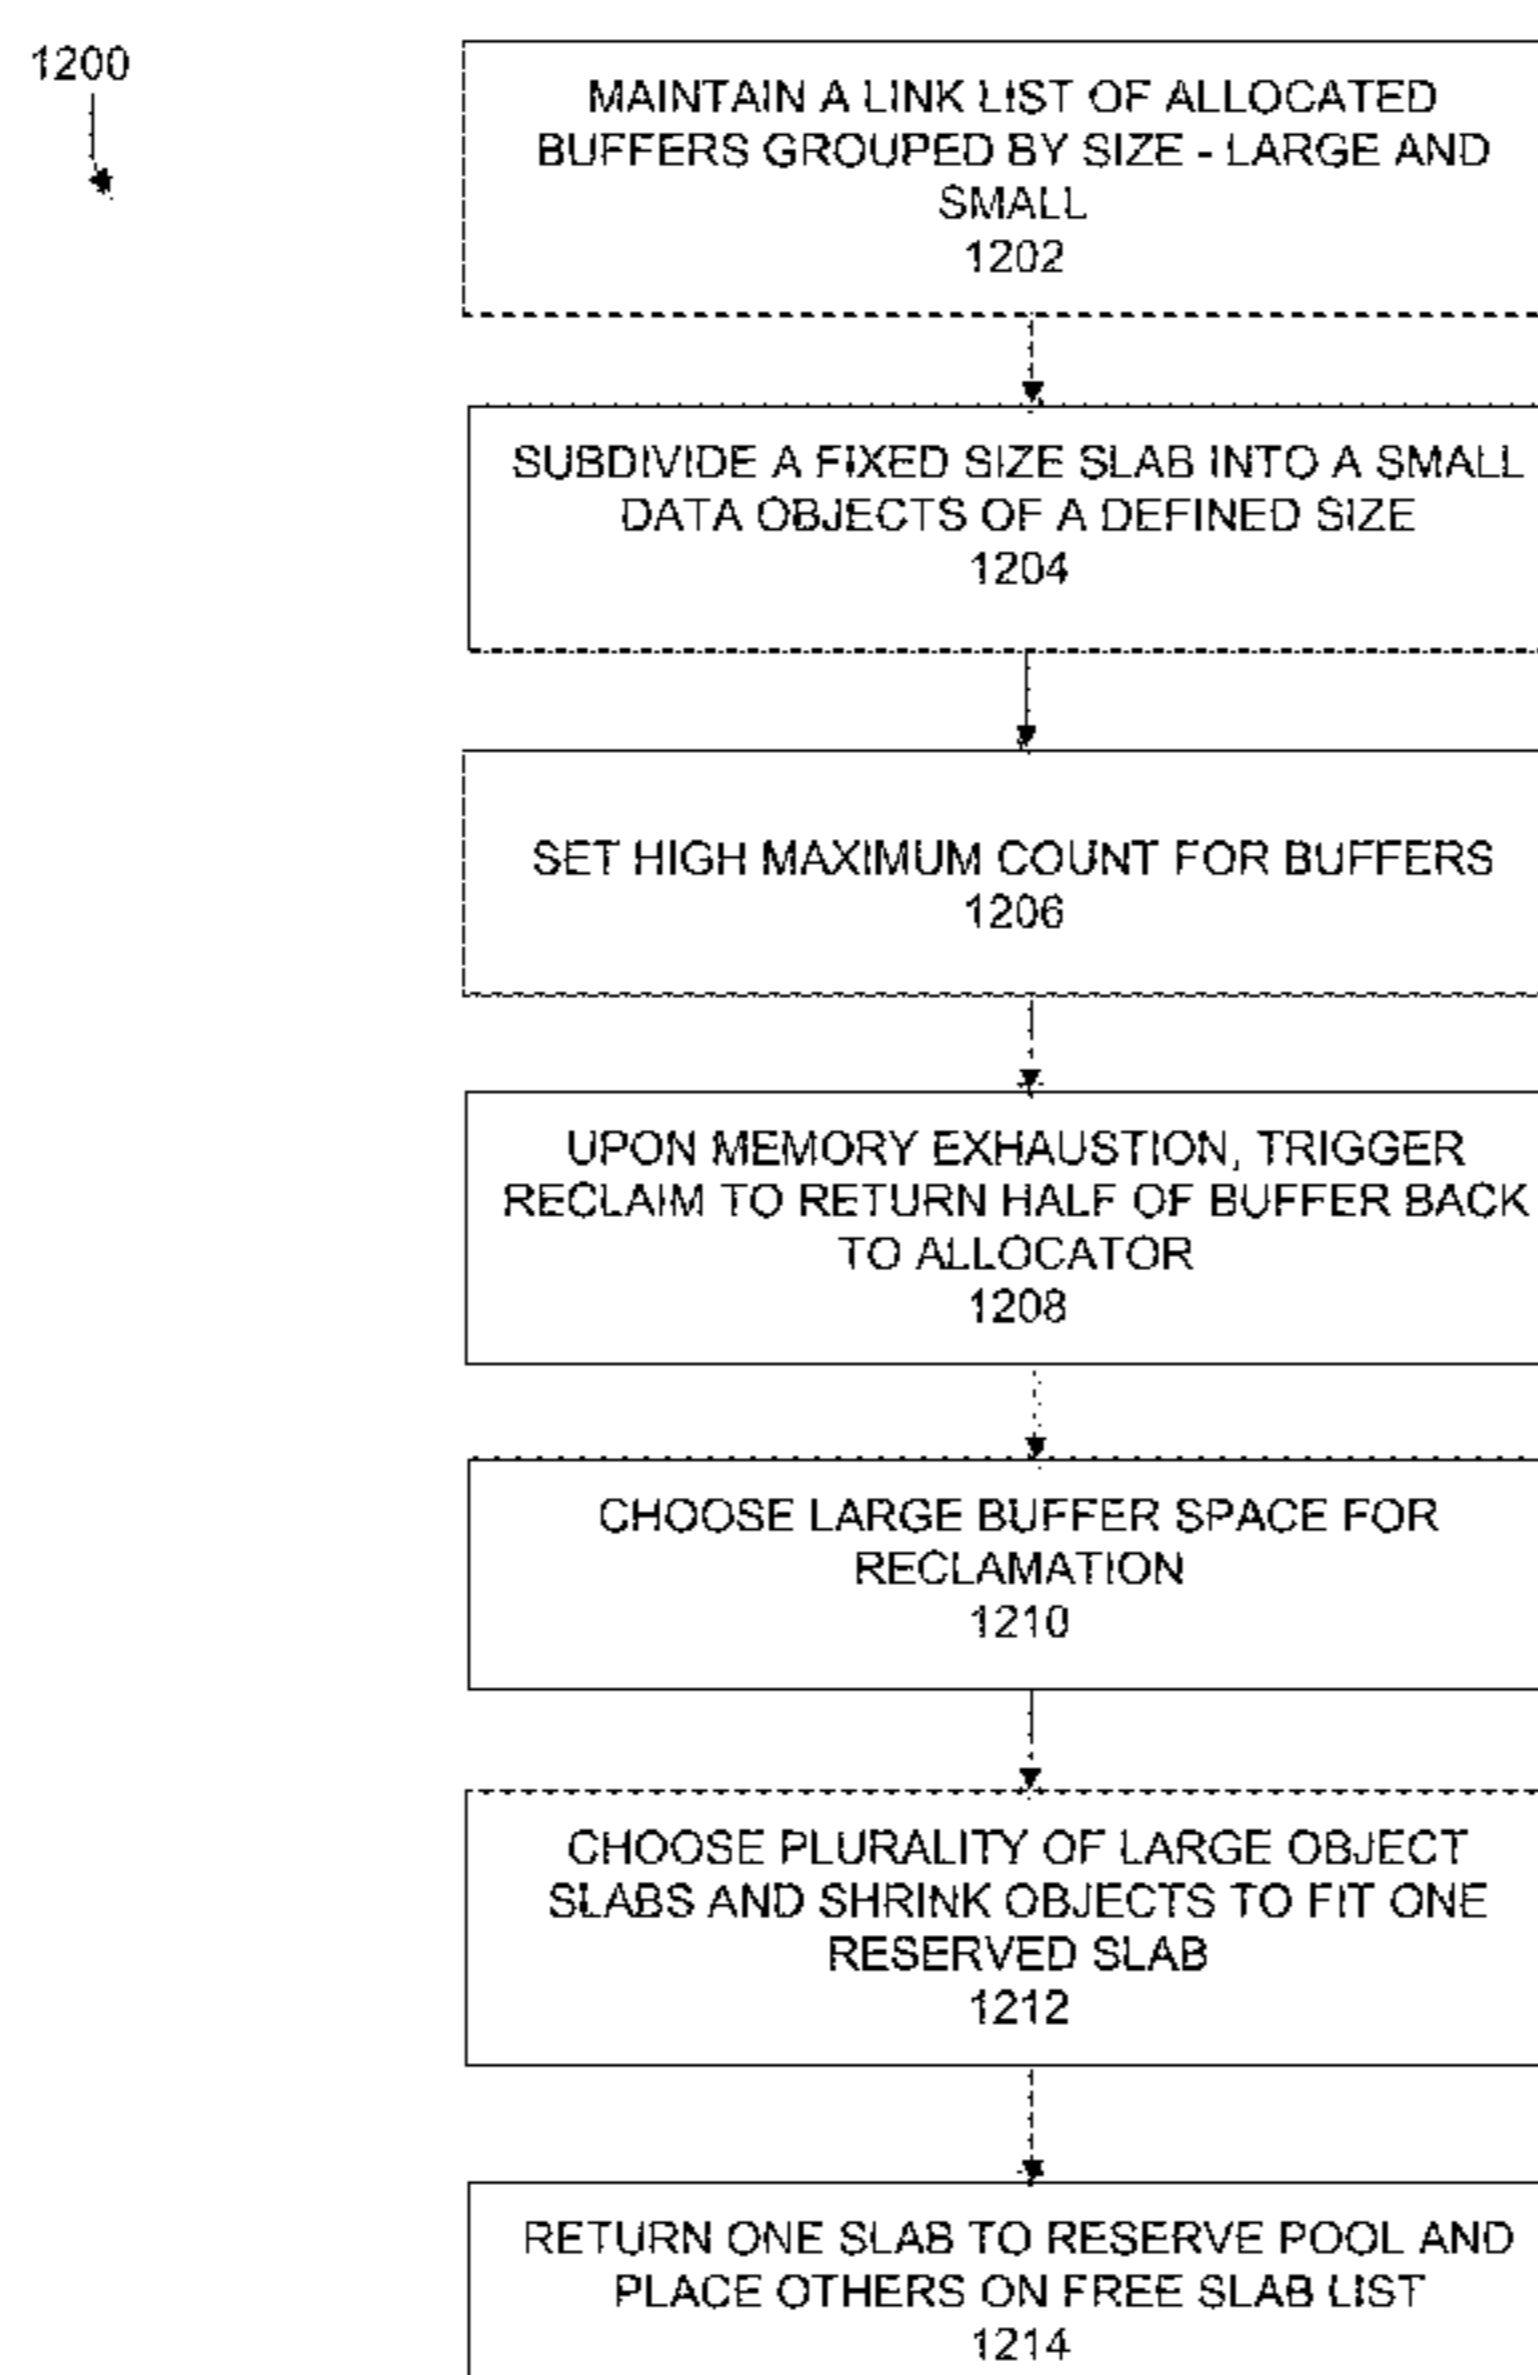 1200
MAINTAIN A LINK LIST OF ALLOCATED
BUFFERS GROUPED BY SIZE - LARGE AND
SMALL
1202
SUBDIVIDE A FIXED SIZE SLAB INTO A SMALL
DATA OBJECTS OF A DEFINED SIZE
1204
SET HIGH MAXIMUM COUNT FOR BUFFERS
1206
UPON MEMORY EXHAUSTION, TRIGGER
RECLAIM TO RETURN HALF OF BUFFER BACK
TO ALLOCATOR
1208
CHOOSE LARGE BUFFER SPACE FOR
RECLAMATION
1210
CHOOSE PLURALITY OF LARGE OBJECT
SLABS AND SHRINK OBJECTS TO FIT ONE
RESERVED SLAB
1212
RETURN ONE SLAB TO RESERVE POOL AND
PLACE OTHERS ON FREE SLAB LIST
1214